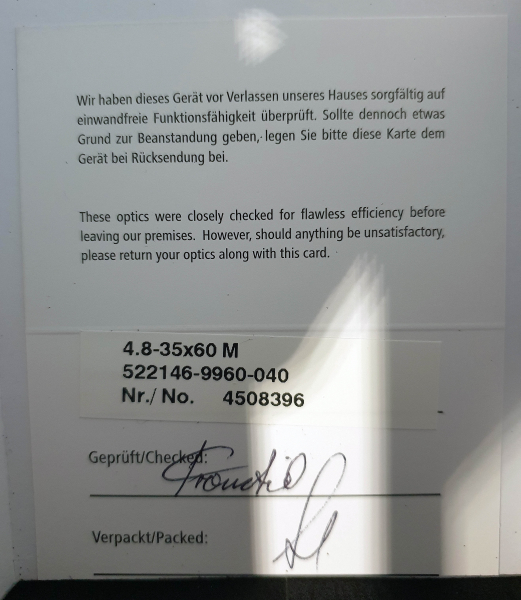 Wir haben dieses Gerät vor Verlassen unseres Hauses sorgfältig auf
einwandfreie Funktionsfähigkeit überprüft. Sollte dennoch etwas
Grund zur Beanstandung geben, legen Sie bitte diese Karte dem
Gerät bei Rücksendung bei.
These optics were closely checked for flawless efficiency before
leaving our premises. However, should anything be unsatisfactory,
please return your optics along with this card.
4.8-35x60 M
522146-9960-040
Nr./ No. 4508396
Geprüft/Checked:
Verpackt/Packed: